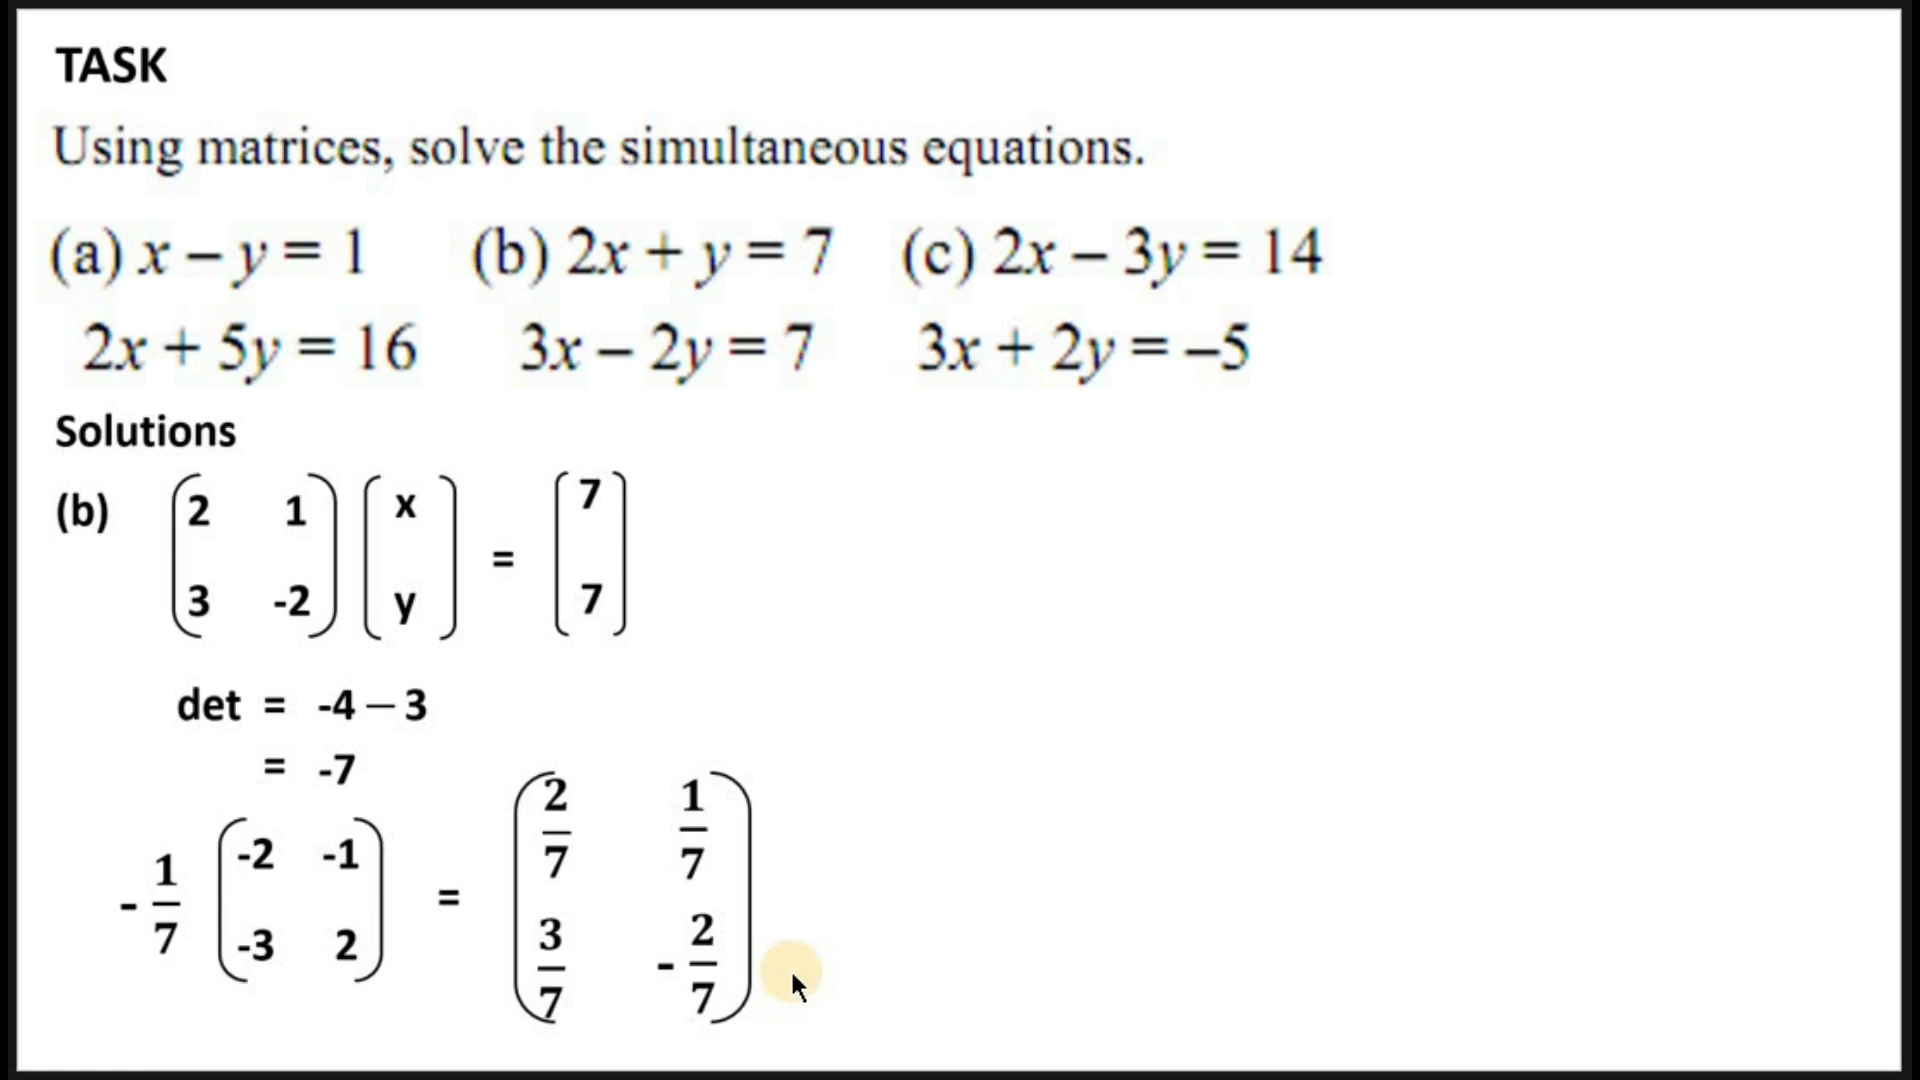 TASK
Using matrices, solve the simultaneous equations.
(a) x – y = 1 (b) 2x + y = 7 (c) 2x – 3y = 14
2x + 5y = 16 3x – 2y = 7 3x + 2y = –5
Solutions
(b) 2 1 x = 7
3 -2 y 7
det = -4 – 3
= -7
- 1/7 ( -2 -1 = ( 2/7 1/7
-3 2 ) 3/7 - 2/7 )